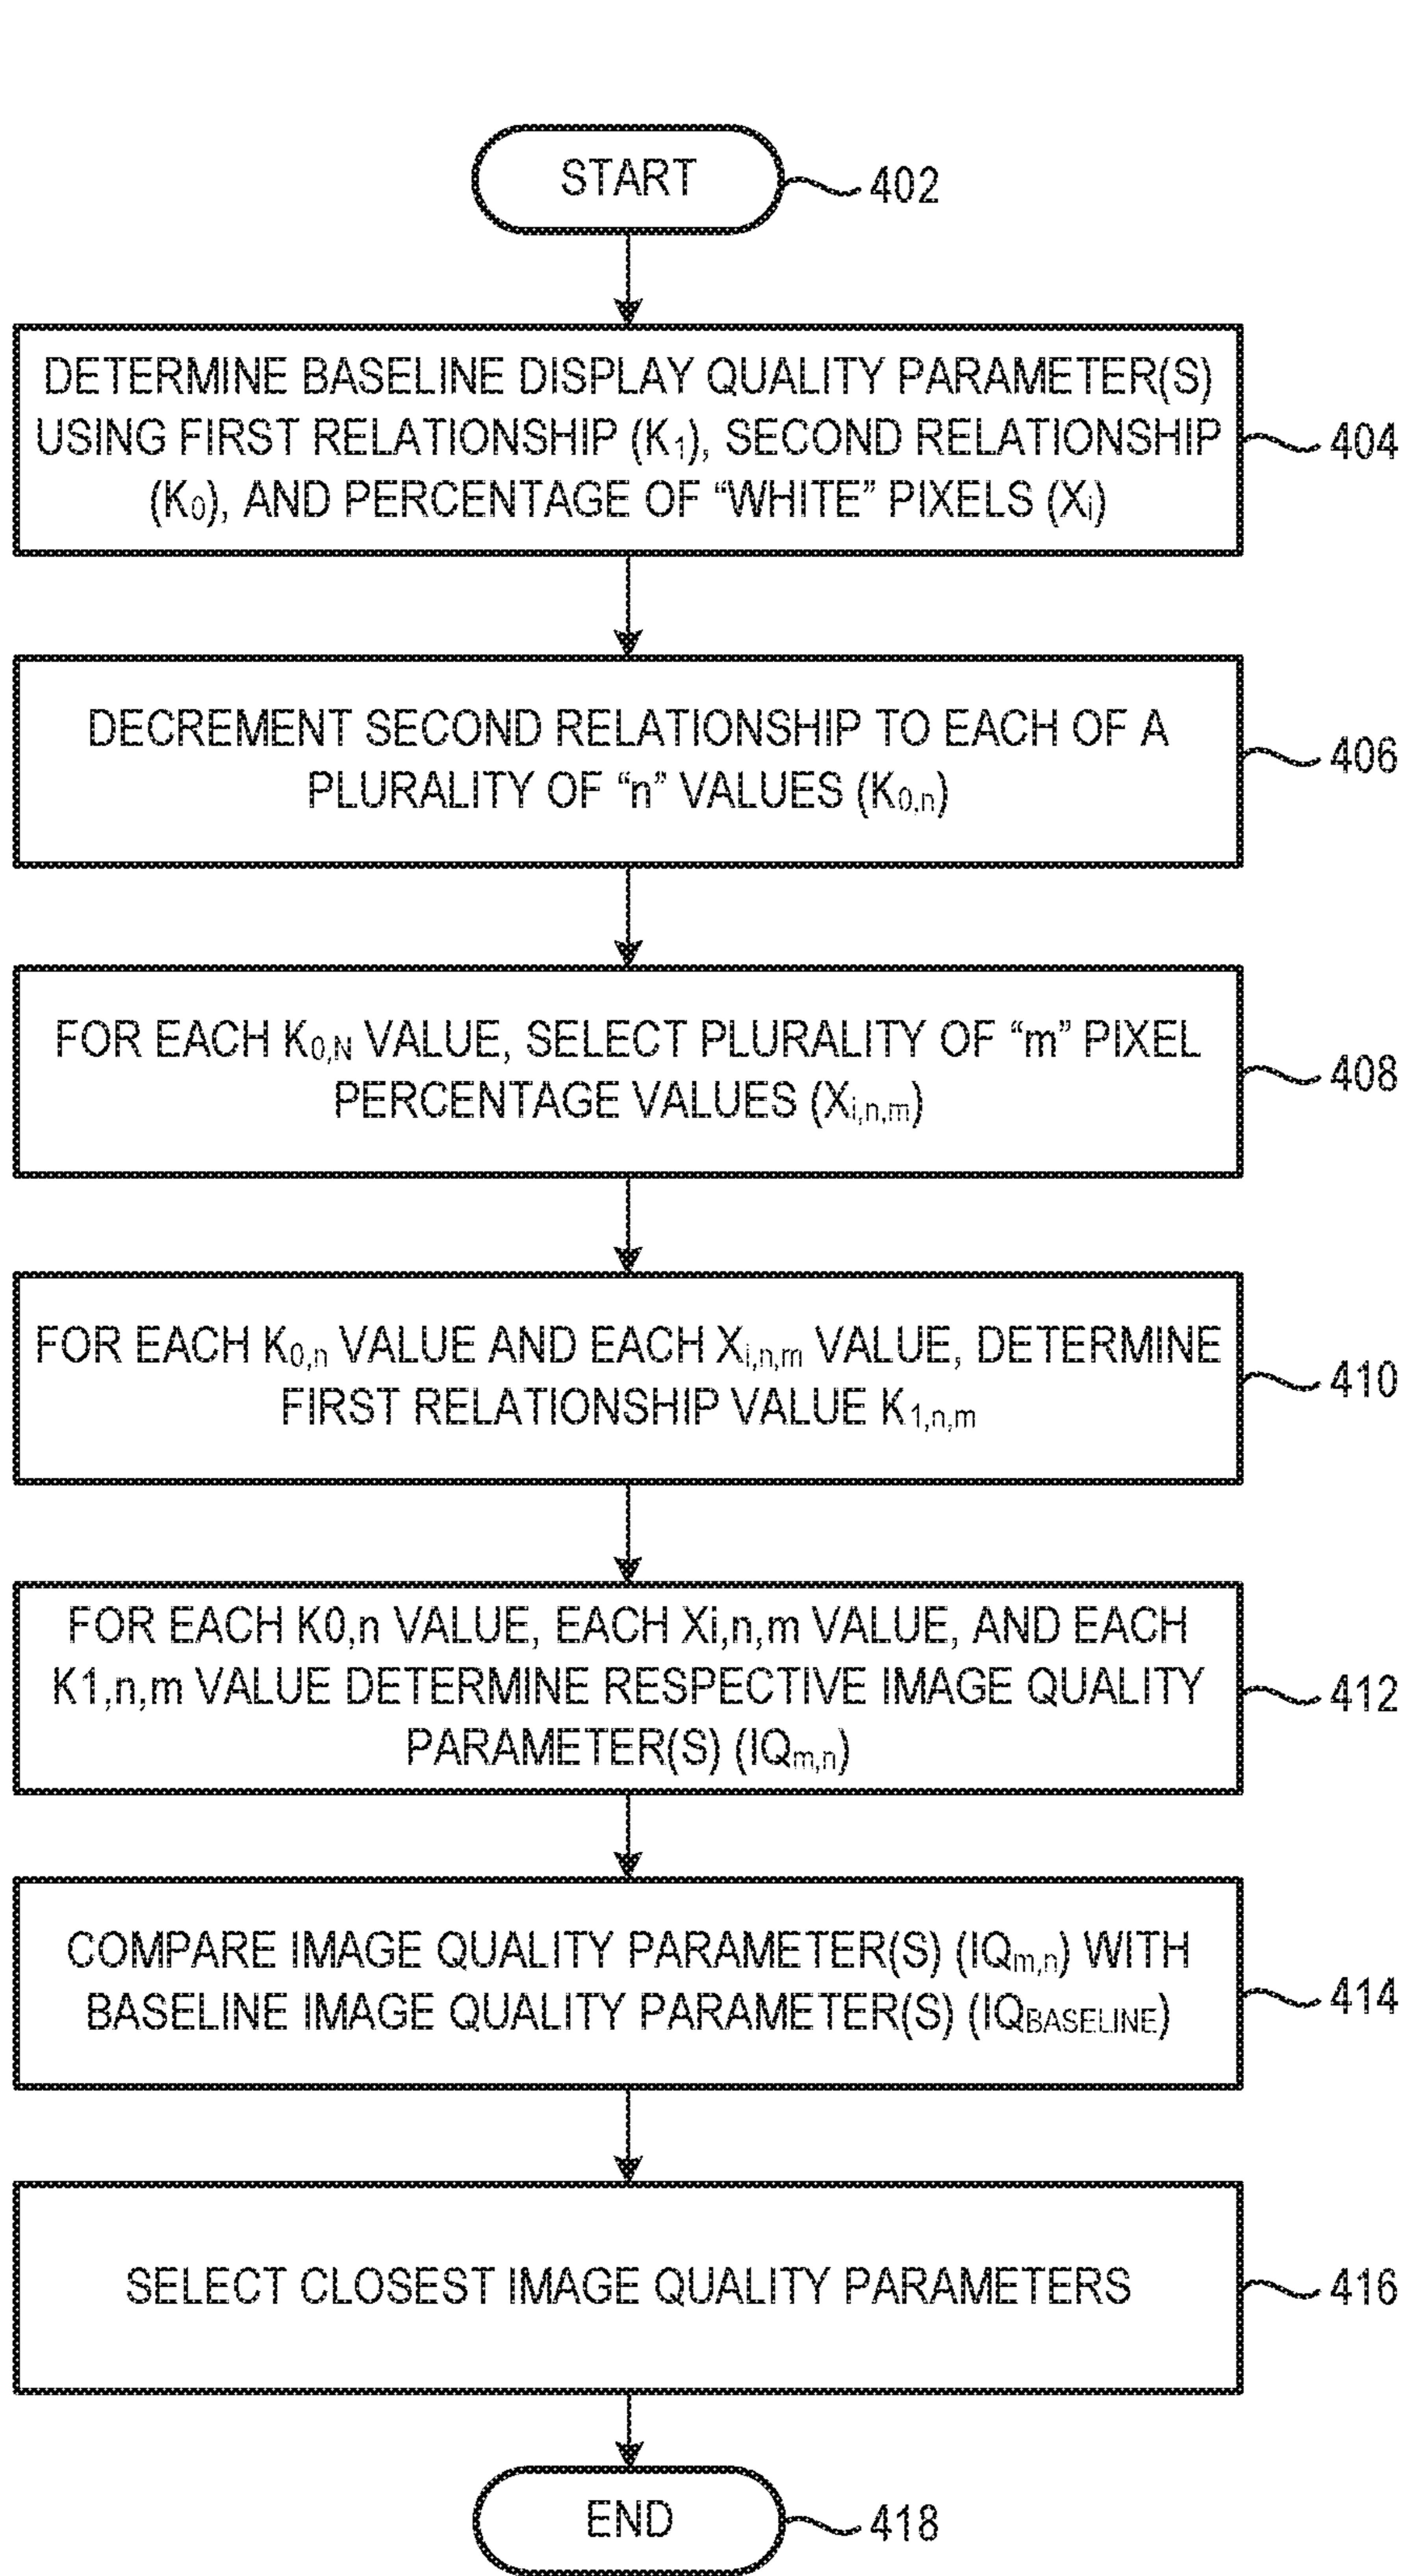 START
402
DETERMINE BASELINE DISPLAY QUALITY PARAMETER(S)
USING FIRST RELATIONSHIP (K₁), SECOND RELATIONSHIP
(K₀), AND PERCENTAGE OF “WHITE” PIXELS (Xᵢ)
404
DECREMENT SECOND RELATIONSHIP TO EACH OF A
PLURALITY OF “n” VALUES (K0,n)
406
FOR EACH K0,N VALUE, SELECT PLURALITY OF “m” PIXEL
PERCENTAGE VALUES (Xi,n,m)
408
FOR EACH K0,n VALUE AND EACH Xi,n,m VALUE, DETERMINE
FIRST RELATIONSHIP VALUE K1,n,m
410
FOR EACH K0,n VALUE, EACH Xi,n,m VALUE, AND EACH
K1,n,m VALUE DETERMINE RESPECTIVE IMAGE QUALITY
PARAMETER(S) (IQm,n)
412
COMPARE IMAGE QUALITY PARAMETER(S) (IQm,n) WITH
BASELINE IMAGE QUALITY PARAMETER(S) (IQBASELINE)
414
SELECT CLOSEST IMAGE QUALITY PARAMETERS
416
END
418